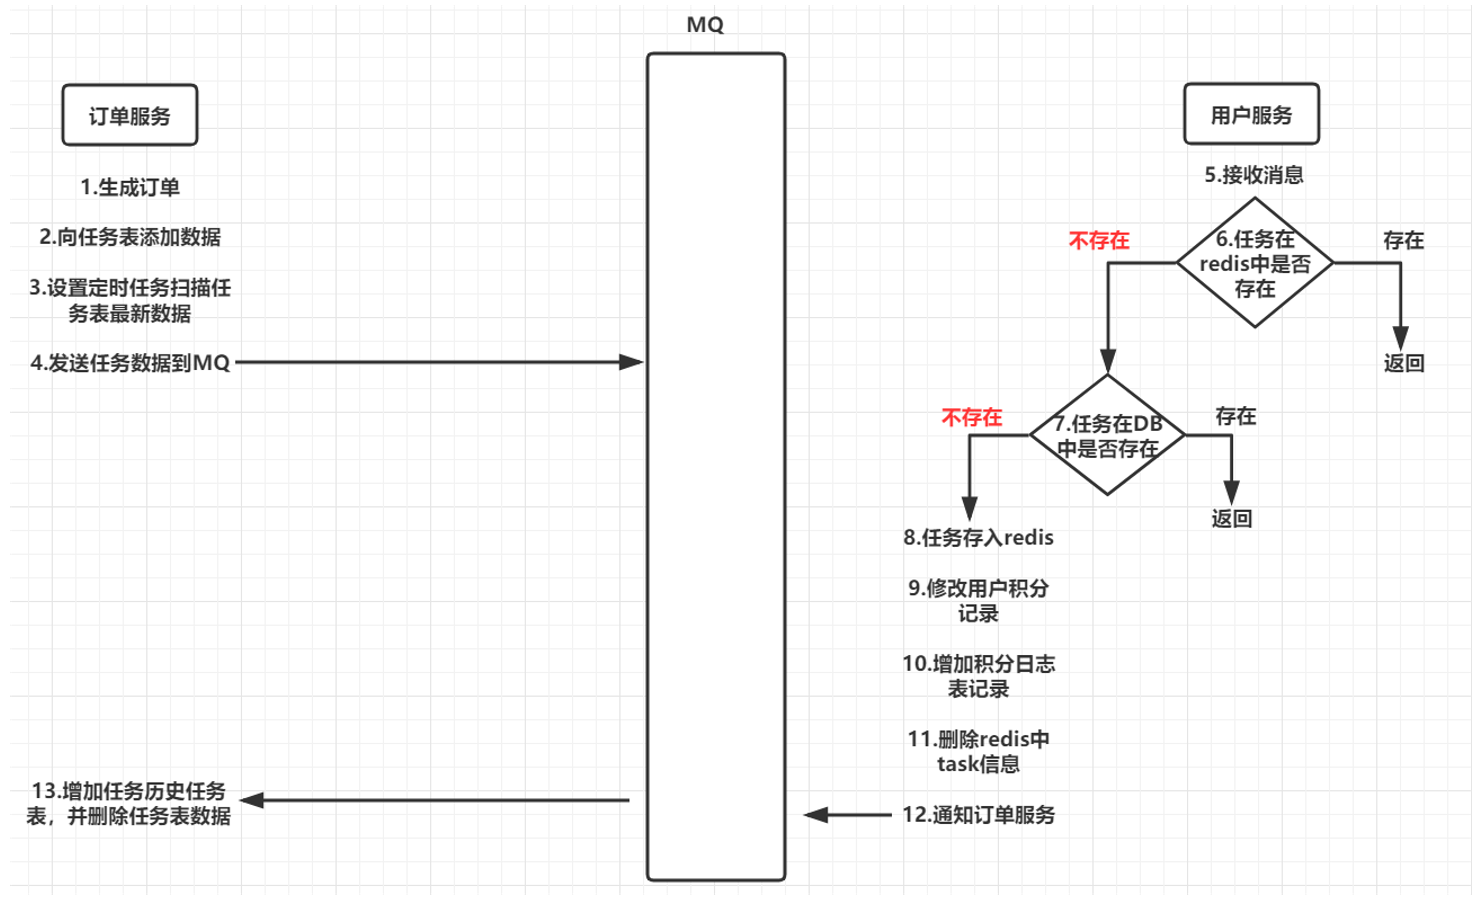 MQ
订单服务
1.生成订单
2.向任务表添加数据
3.设置定时任务扫描任
务表最新数据
4.发送任务数据到MQ
用户服务
5.接收消息
6.任务在
redis中是否
存在
不存在
存在
返回
7.任务在DB
中是否存在
不存在
存在
返回
8.任务存入redis
9.修改用户积分
记录
10.增加积分日志
表记录
11.删除redis中
task信息
12.通知订单服务
13.增加任务历史任务
表，并删除任务表数据